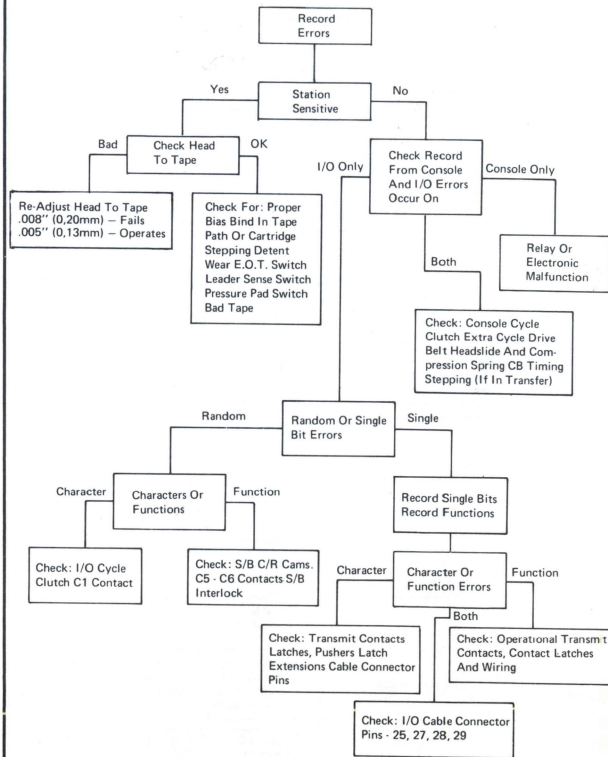 Record
Errors
Yes
Station
Sensitive
No
Bad
Check Head
To Tape
OK
I/O Only
Check Record
From Console
And I/O Errors
Occur On
Console Only
Re-Adjust Head To Tape
.008" (0,20mm) – Fails
.005" (0,13mm) – Operates
Check For: Proper
Bias Bind In Tape
Path Or Cartridge
Stepping Detent
Wear E.O.T. Switch
Leader Sense Switch
Pressure Pad Switch
Bad Tape
Both
Relay Or
Electronic
Malfunction
Check: Console Cycle
Clutch Extra Cycle Drive
Belt Headslide And Com-
pression Spring CB Timing
Stepping (If In Transfer)
Random
Random Or Single
Bit Errors
Single
Character
Characters Or
Functions
Function
Record Single Bits
Record Functions
Check: I/O Cycle
Clutch C1 Contact
Check: S/B C/R Cams.
C5 - C6 Contacts S/B
Interlock
Character
Character Or
Function Errors
Function
Both
Check: Transmit Contacts
Latches, Pushers Latch
Extensions Cable Connector
Pins
Check: Operational Transmit
Contacts, Contact Latches
And Wiring
Check: I/O Cable Connector
Pins - 25, 27, 28, 29